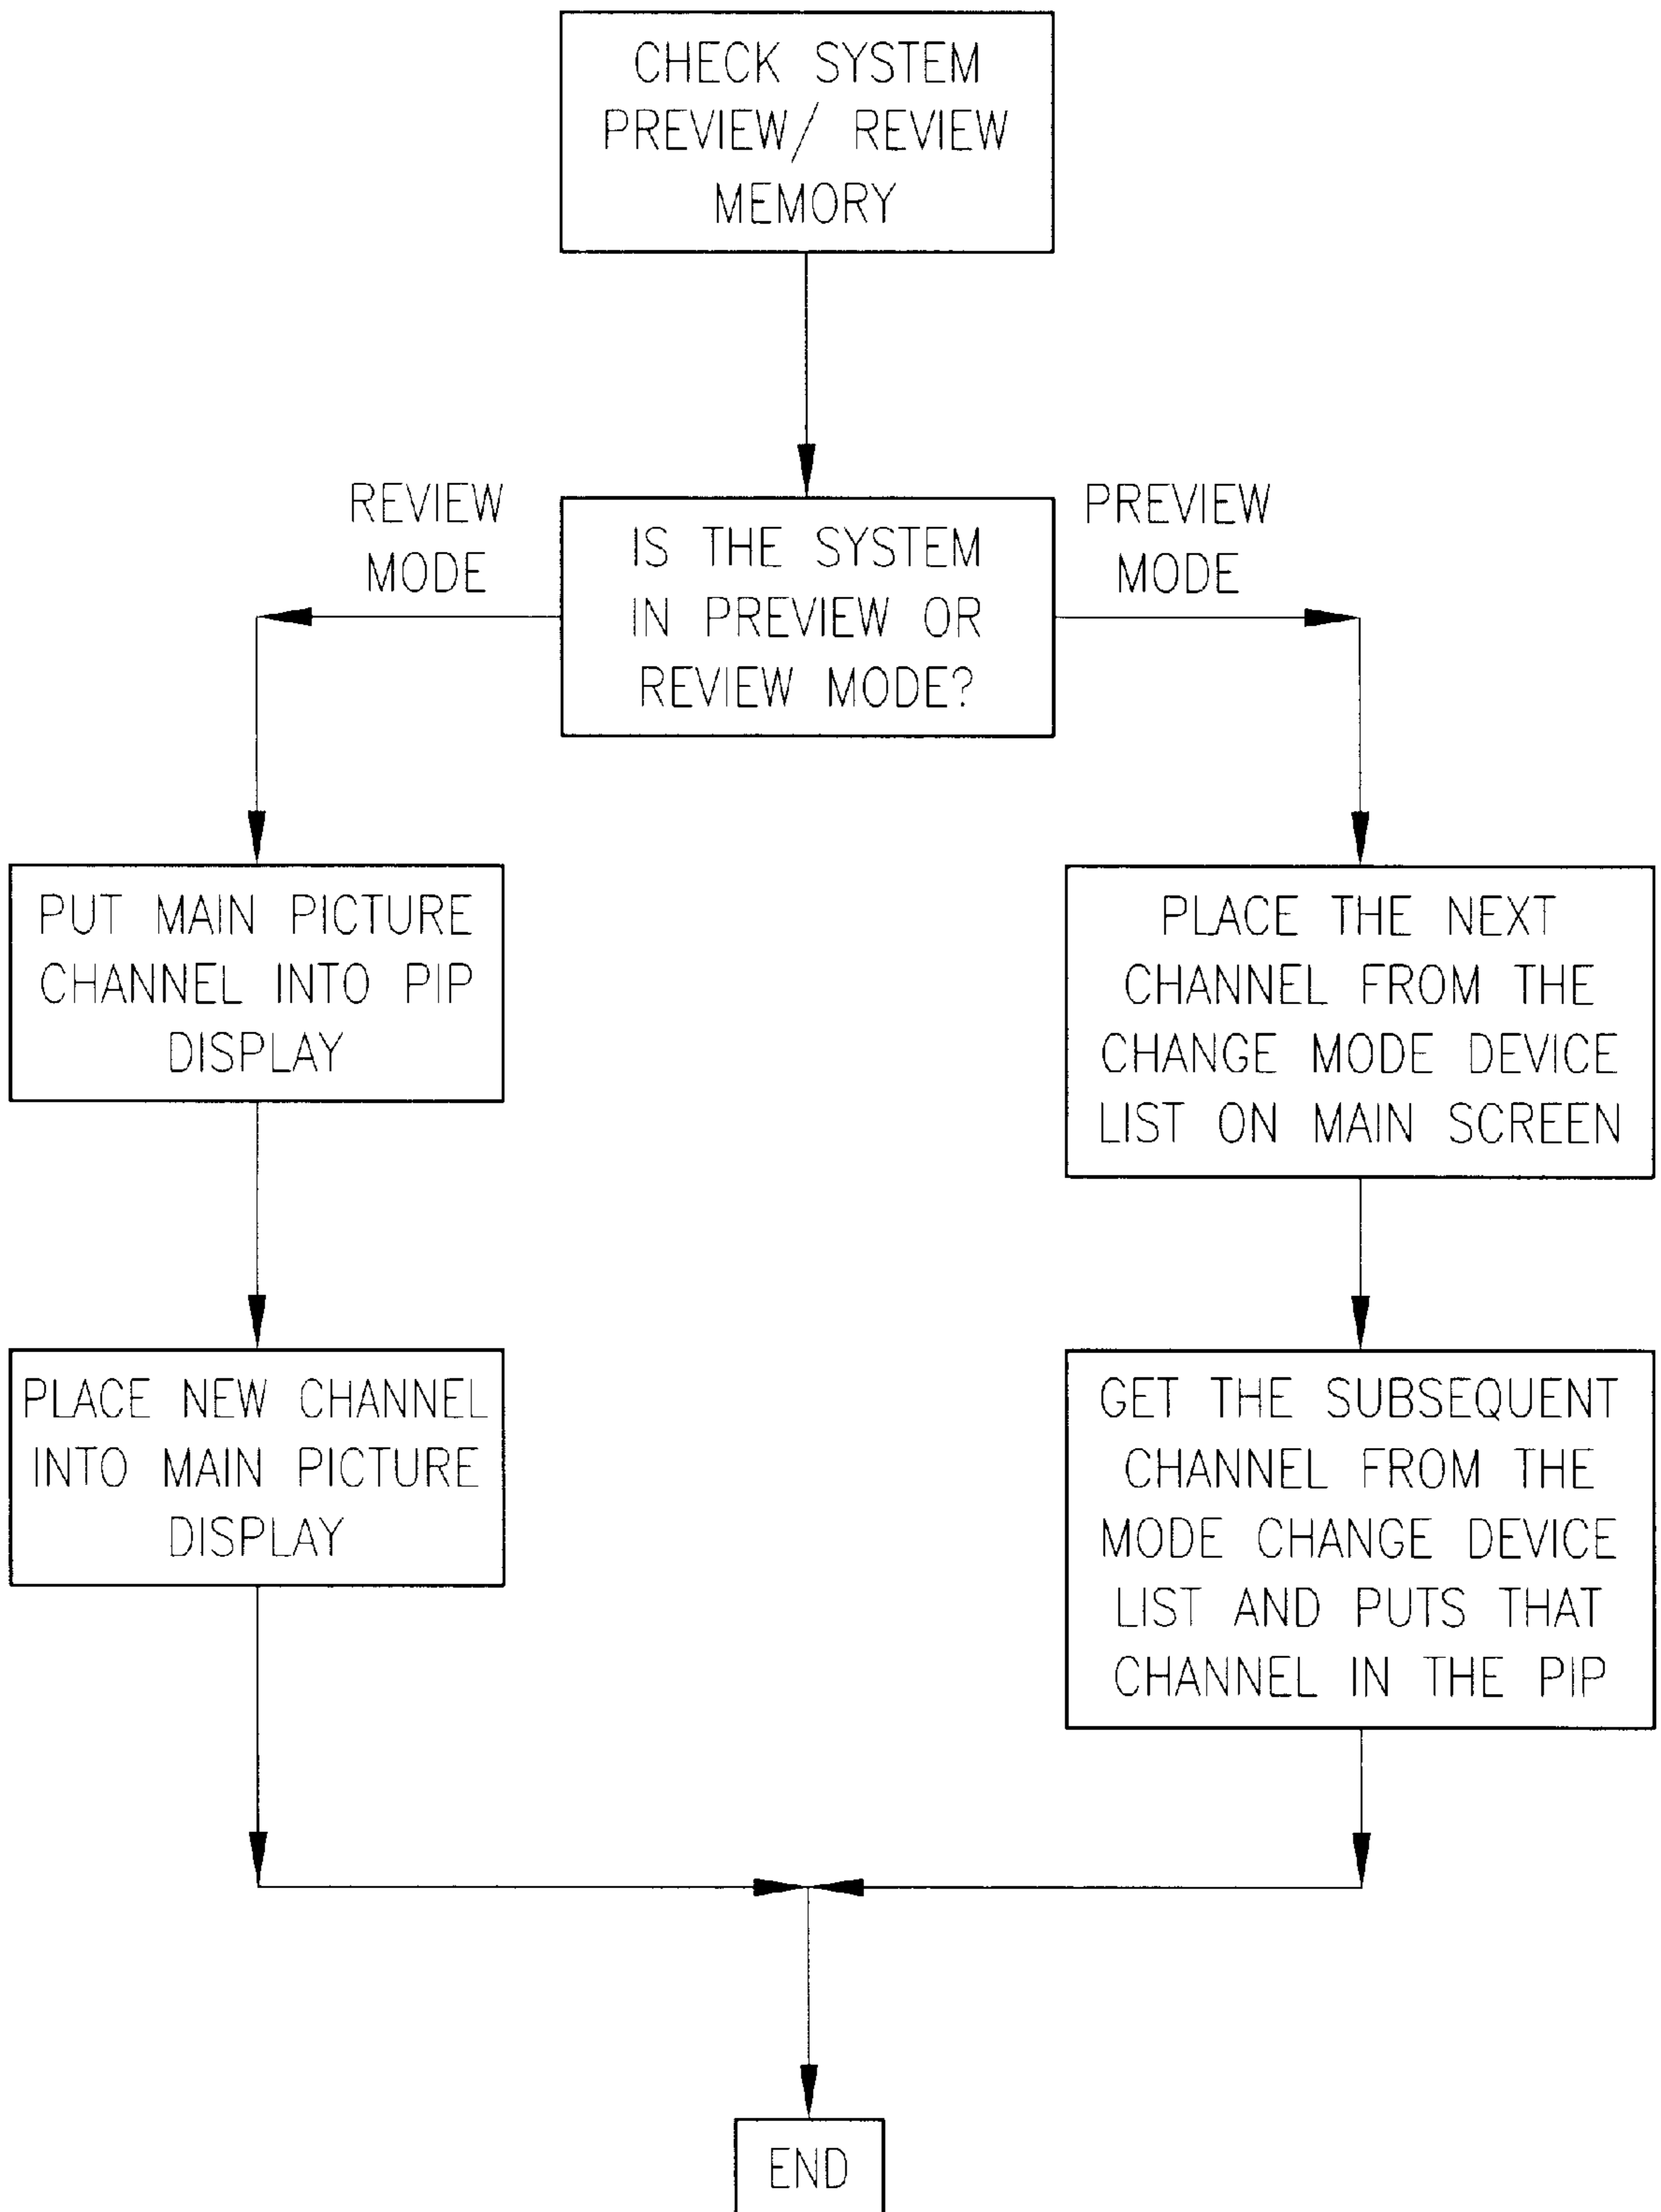 CHECK SYSTEM
PREVIEW/ REVIEW
MEMORY
REVIEW
MODE
IS THE SYSTEM
IN PREVIEW OR
REVIEW MODE?
PREVIEW
MODE
PUT MAIN PICTURE
CHANNEL INTO PIP
DISPLAY
PLACE THE NEXT
CHANNEL FROM THE
CHANGE MODE DEVICE
LIST ON MAIN SCREEN
PLACE NEW CHANNEL
INTO MAIN PICTURE
DISPLAY
GET THE SUBSEQUENT
CHANNEL FROM THE
MODE CHANGE DEVICE
LIST AND PUTS THAT
CHANNEL IN THE PIP
END